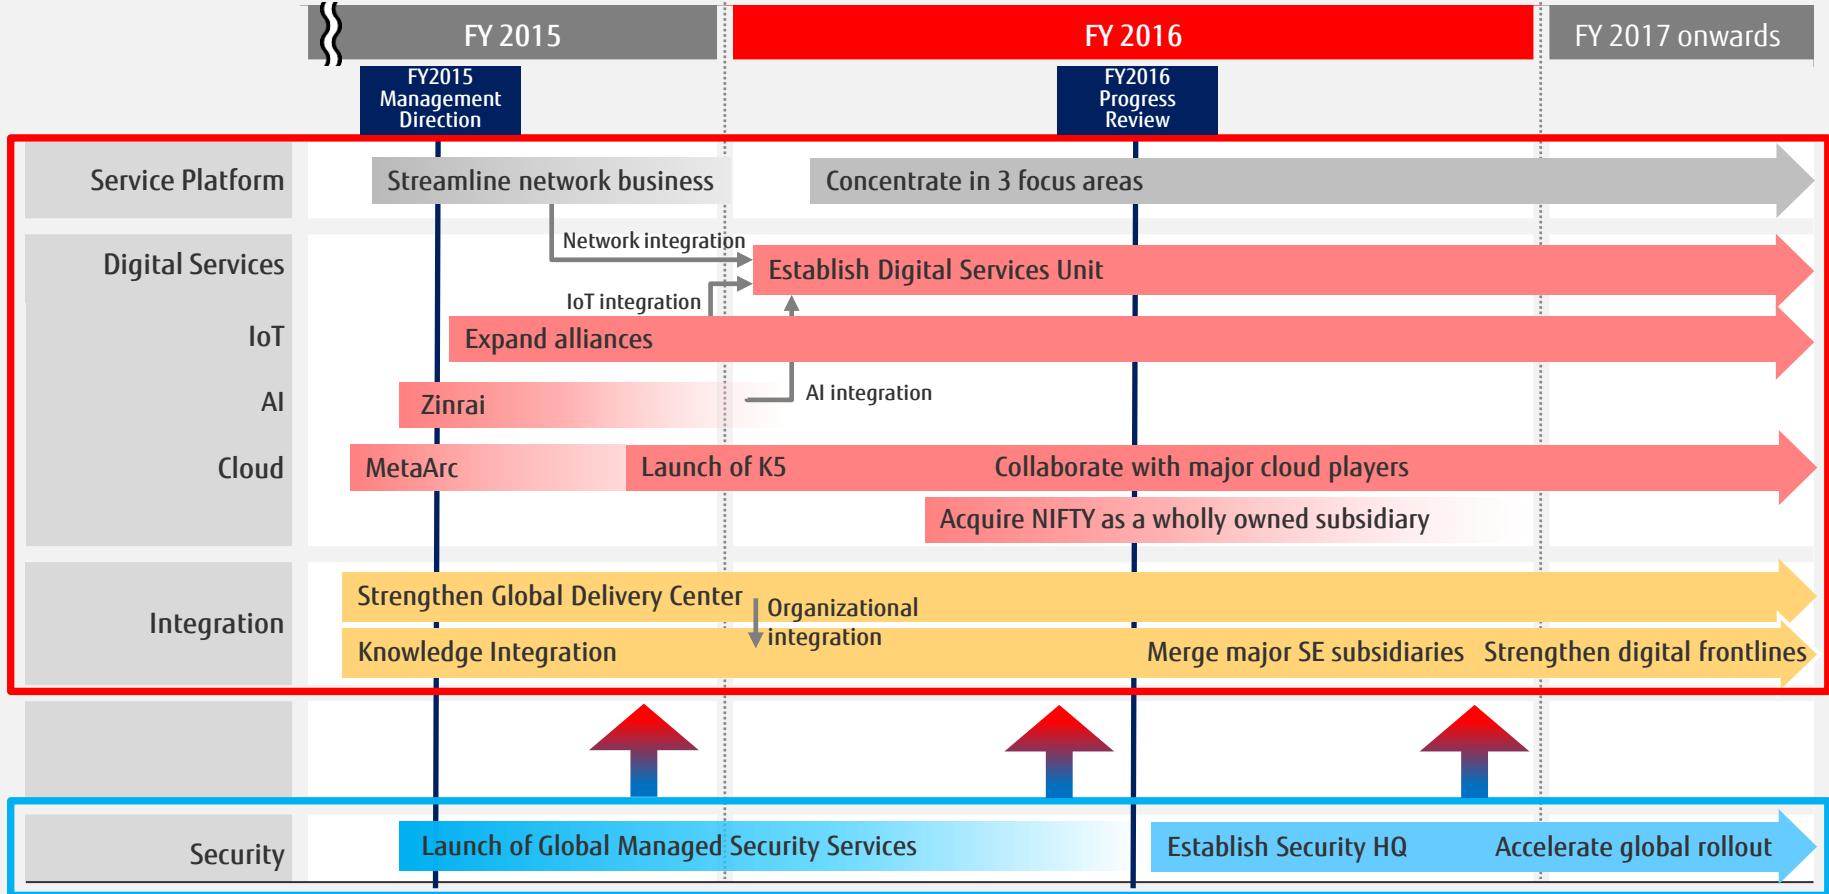 FY 2015
FY 2016
FY 2017 onwards
FY2015
Management
Direction
FY2016
Progress
Review
Service Platform
Streamline network business
Concentrate in 3 focus areas
Network integration
Digital Services
Establish Digital Services Unit
IoT integration
IoT
Expand alliances
AI
Zinrai
AI integration
Cloud
MetaArc
Launch of K5
Collaborate with major cloud players
Acquire NIFTY as a wholly owned subsidiary
Integration
Strengthen Global Delivery Center
Organizational
integration
Knowledge Integration
Merge major SE subsidiaries
Strengthen digital frontlines
Security
Launch of Global Managed Security Services
Establish Security HQ
Accelerate global rollout